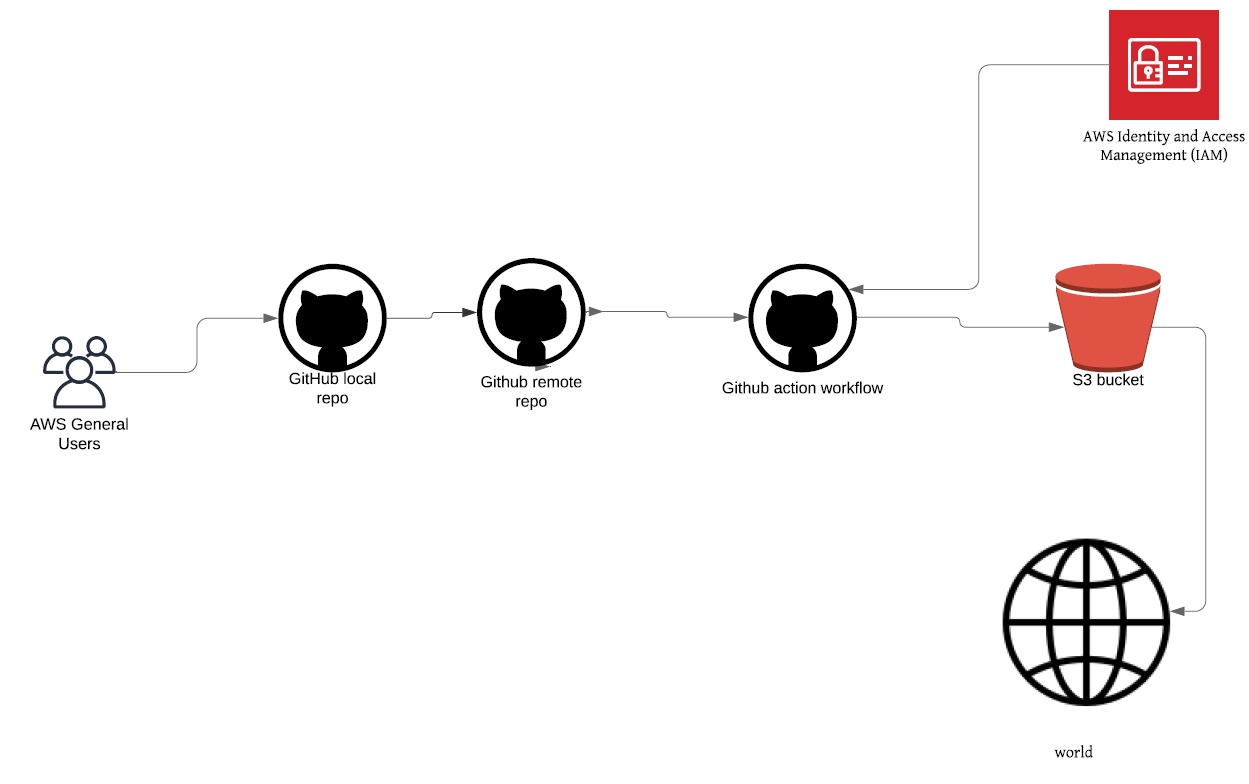 AWS Identity and Access
Management (IAM)
GitHub local
repo
Github remote
repo
Github action workflow
S3 bucket
AWS General
Users
world